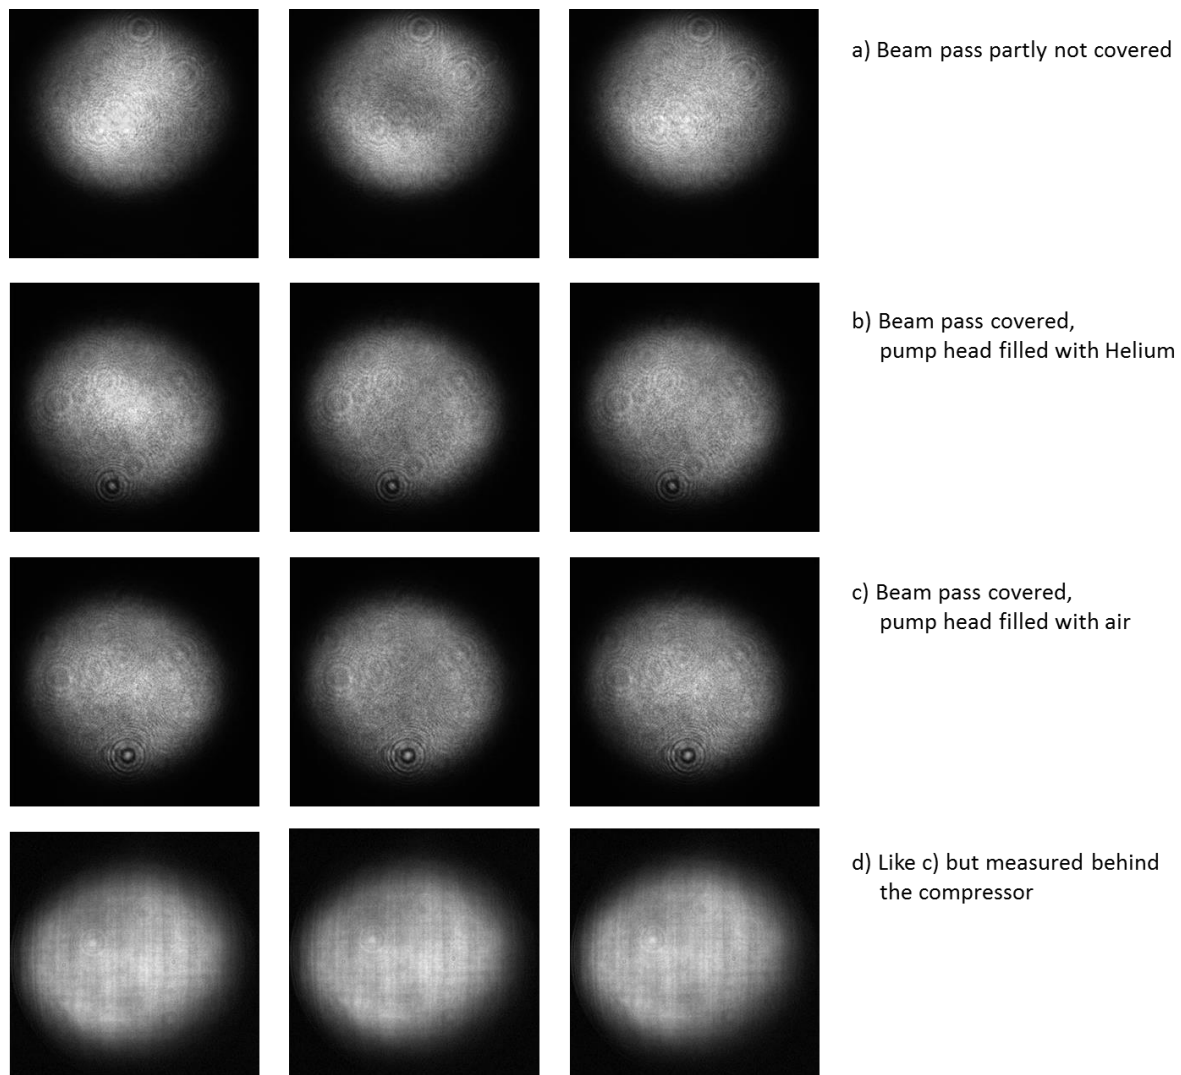 a) Beam pass partly not covered
b) Beam pass covered,
pump head filled with Helium
c) Beam pass covered,
pump head filled with air
d) Like c) but measured behind
the compressor